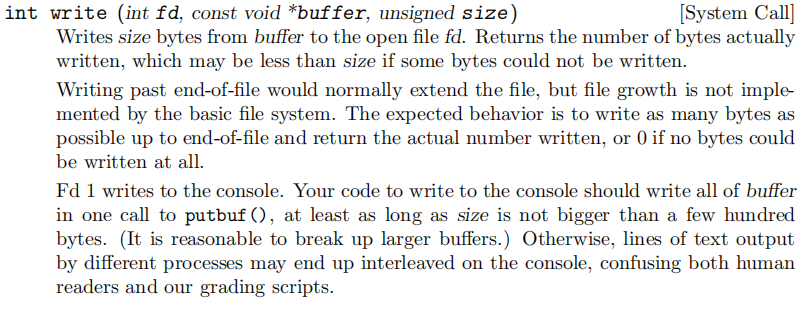 int write (int fd, const void *buffer, unsigned size) [System Call]
Writes size bytes from buffer to the open file fd. Returns the number of bytes actually
written, which may be less than size if some bytes could not be written.
Writing past end-of-file would normally extend the file, but file growth is not imple-
mented by the basic file system. The expected behavior is to write as many bytes as
possible up to end-of-file and return the actual number written, or 0 if no bytes could
be written at all.
Fd 1 writes to the console. Your code to write to the console should write all of buffer
in one call to putbuf(), at least as long as size is not bigger than a few hundred
bytes. (It is reasonable to break up larger buffers.) Otherwise, lines of text output
by different processes may end up interleaved on the console, confusing both human
readers and our grading scripts.